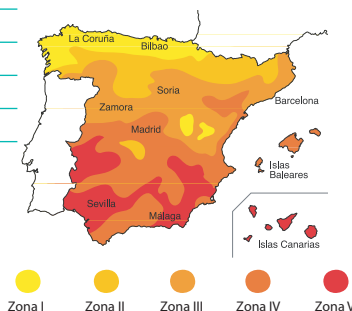 La Coruña
Bilbao
Soria
Zamora
Barcelona
Madrid
Islas
Baleares
Sevilla
Málaga
Islas Canarias
Zona I
Zona II
Zona III
Zona IV
Zona V